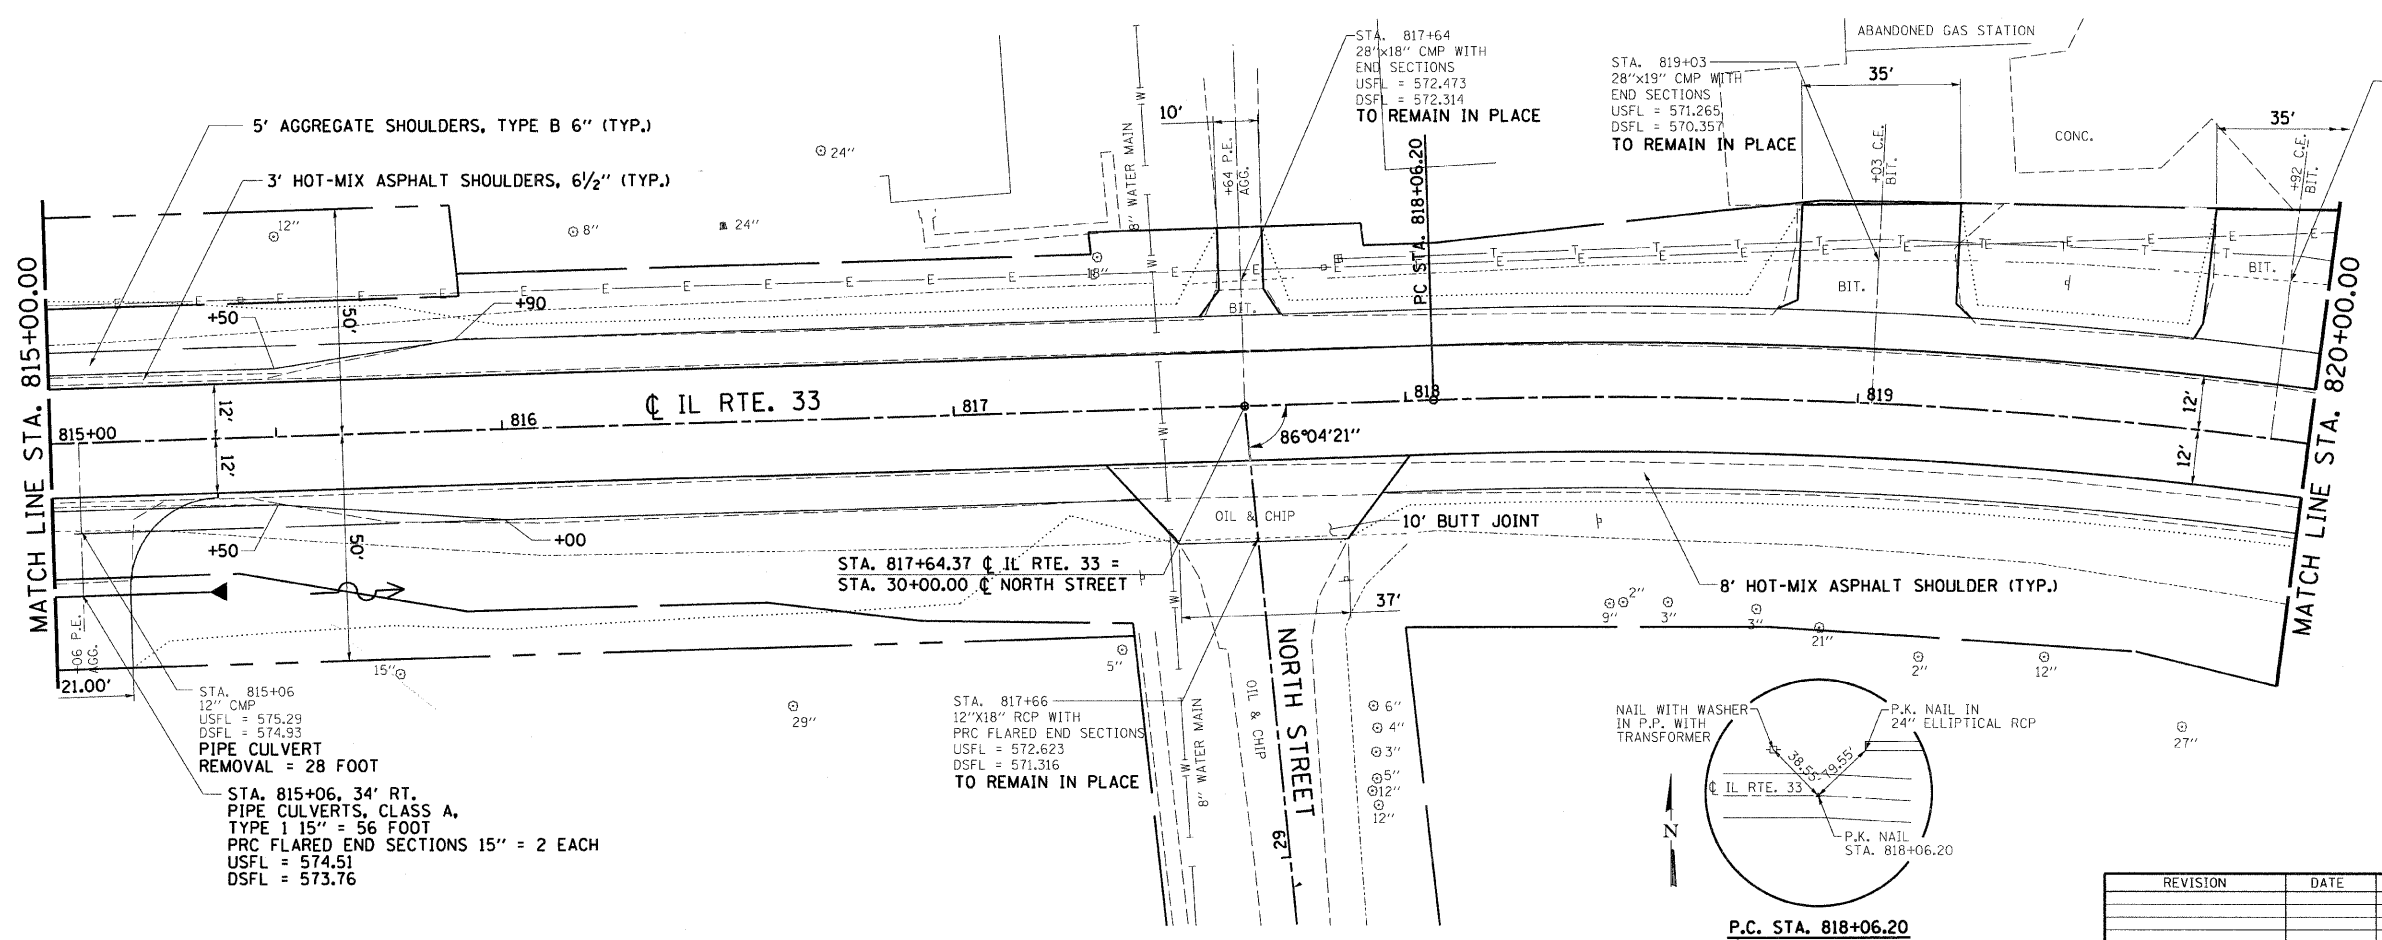 ABANDONED GAS STATION
STA. 817+64
28"x18" CMP WITH
END SECTIONS
USFL = 572.473
DSFL = 572.314
TO REMAIN IN PLACE
STA. 819+03
28"x19" CMP WITH
END SECTIONS
USFL = 571.265
DSFL = 570.357
TO REMAIN IN PLACE
35'
35'
10'
CONC.
5' AGGREGATE SHOULDERS, TYPE B 6" (TYP.)
3' HOT-MIX ASPHALT SHOULDERS, 6½" (TYP.)
24"
12"
8"
24"
18"
8" WATER MAIN
+64 P.E.
AGG.
PC STA. 818+06.20
+03 C.E.
BIT.
+92 C.E.
BIT.
BIT.
BIT.
BIT.
W W W W W W W W
E E E E E E E E E E E E
T T T T T T T T
+50
+90
50'
MATCH LINE STA. 815+00.00
MATCH LINE STA. 820+00.00
12'
12'
12'
12'
℄ IL RTE. 33
815+00
816
817
818
819
86°04'21"
OIL & CHIP
10' BUTT JOINT
+50
+00
50'
STA. 817+64.37 ℄ IL RTE. 33 =
STA. 30+00.00 ℄ NORTH STREET
8' HOT-MIX ASPHALT SHOULDER (TYP.)
37'
9"
2"
3"
3"
21"
2"
12"
27"
5"
15"
29"
+06 P.E.
AGG.
21.00'
STA. 815+06
12" CMP
USFL = 575.29
DSFL = 574.93
PIPE CULVERT
REMOVAL = 28 FOOT
STA. 815+06, 34' RT.
PIPE CULVERTS, CLASS A,
TYPE 1 15" = 56 FOOT
PRC FLARED END SECTIONS 15" = 2 EACH
USFL = 574.51
DSFL = 573.76
STA. 817+66
12"X18" RCP WITH
PRC FLARED END SECTIONS
USFL = 572.623
DSFL = 571.316
TO REMAIN IN PLACE
8" WATER MAIN
OIL & CHIP
NORTH STREET
29
6"
4"
3"
5"
12"
12"
N
NAIL WITH WASHER
IN P.P. WITH
TRANSFORMER
P.K. NAIL IN
24" ELLIPTICAL RCP
38.55'
79.55'
℄ IL RTE. 33
P.K. NAIL
STA. 818+06.20
P.C. STA. 818+06.20
REVISION
DATE